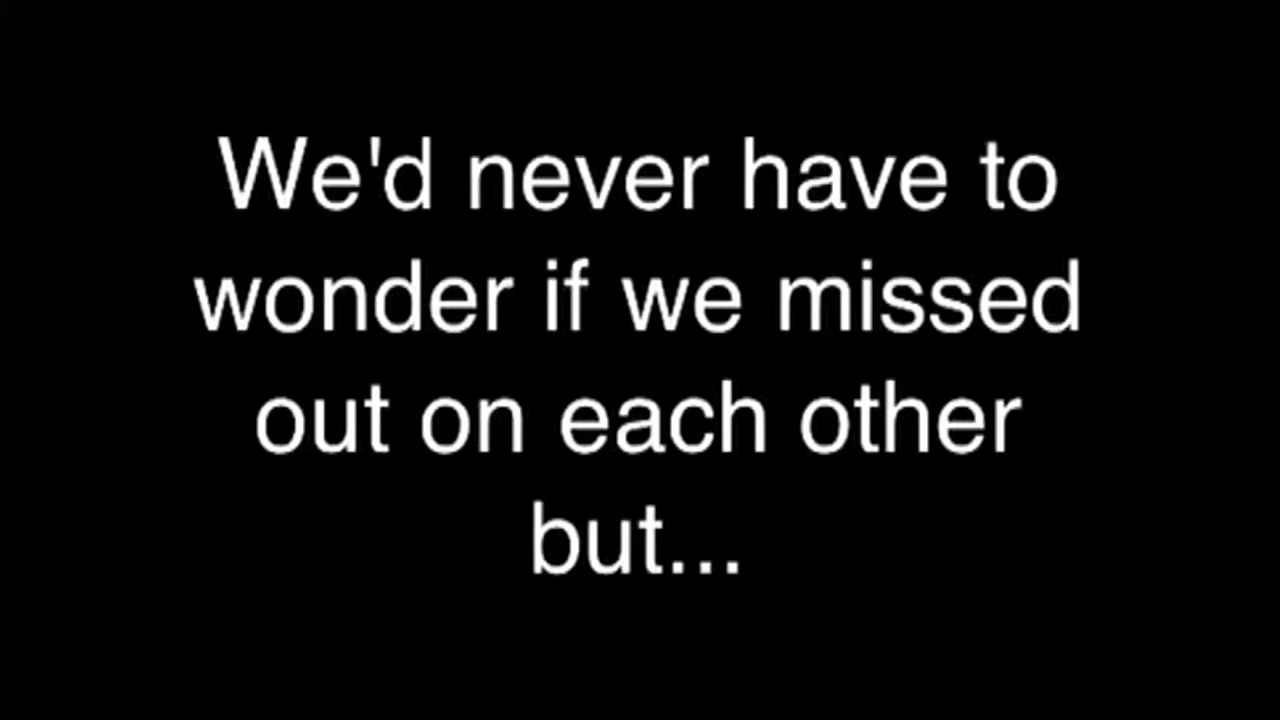 We'd never have to
wonder if we missed
out on each other
but...